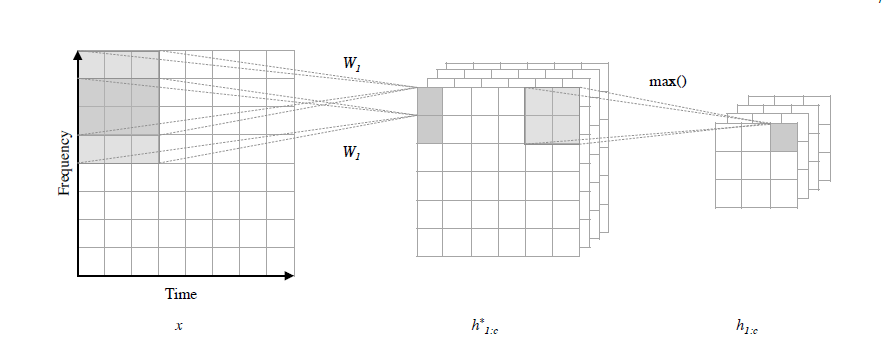 W1
max()
W1
Frequency
Time
x
h*1:c
h1:c